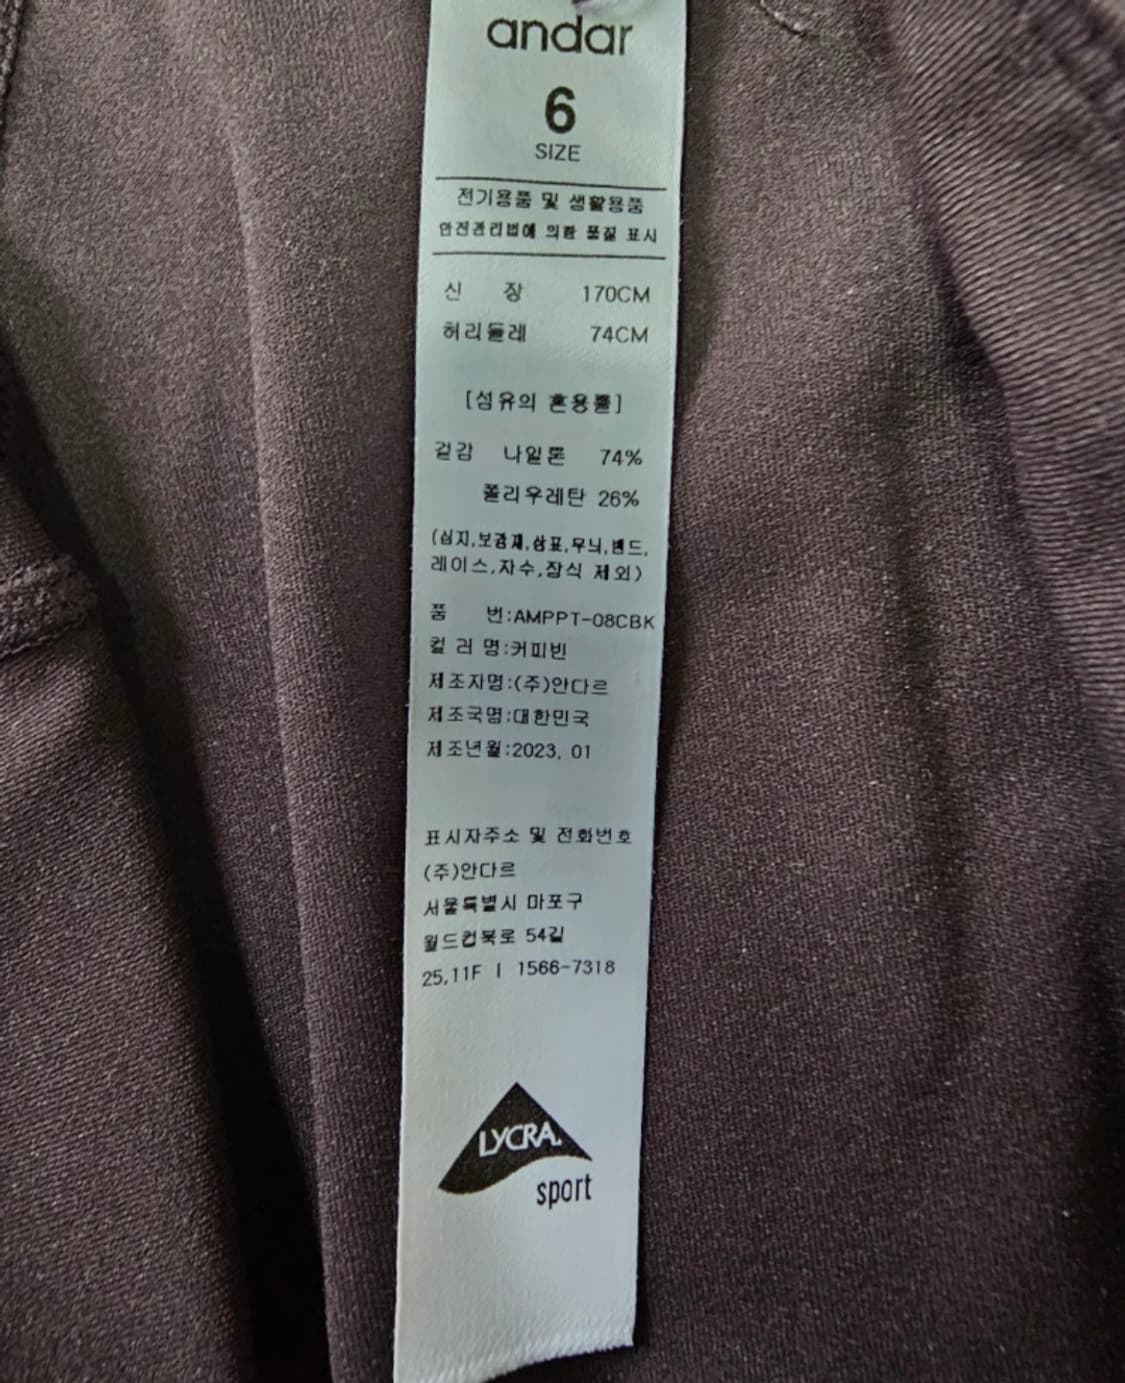 andar
6
SIZE
전기용품 및 생활용품
안전관리법에 의한 품질 표시
신 장 170CM
허리둘레 74CM
[섬유의 혼용률]
겉감 나일론 74%
폴리우레탄 26%
(심지,보강재,상표,무늬,밴드,
레이스,자수,장식 제외)
품 번:AMPPT-08CBK
컬 러 명:커피빈
제조자명:(주)안다르
제조국명:대한민국
제조년월:2023, 01
표시자주소 및 전화번호
(주)안다르
서울특별시 마포구
월드컵북로 54길
25,11F I 1566-7318
LYCRA.
sport